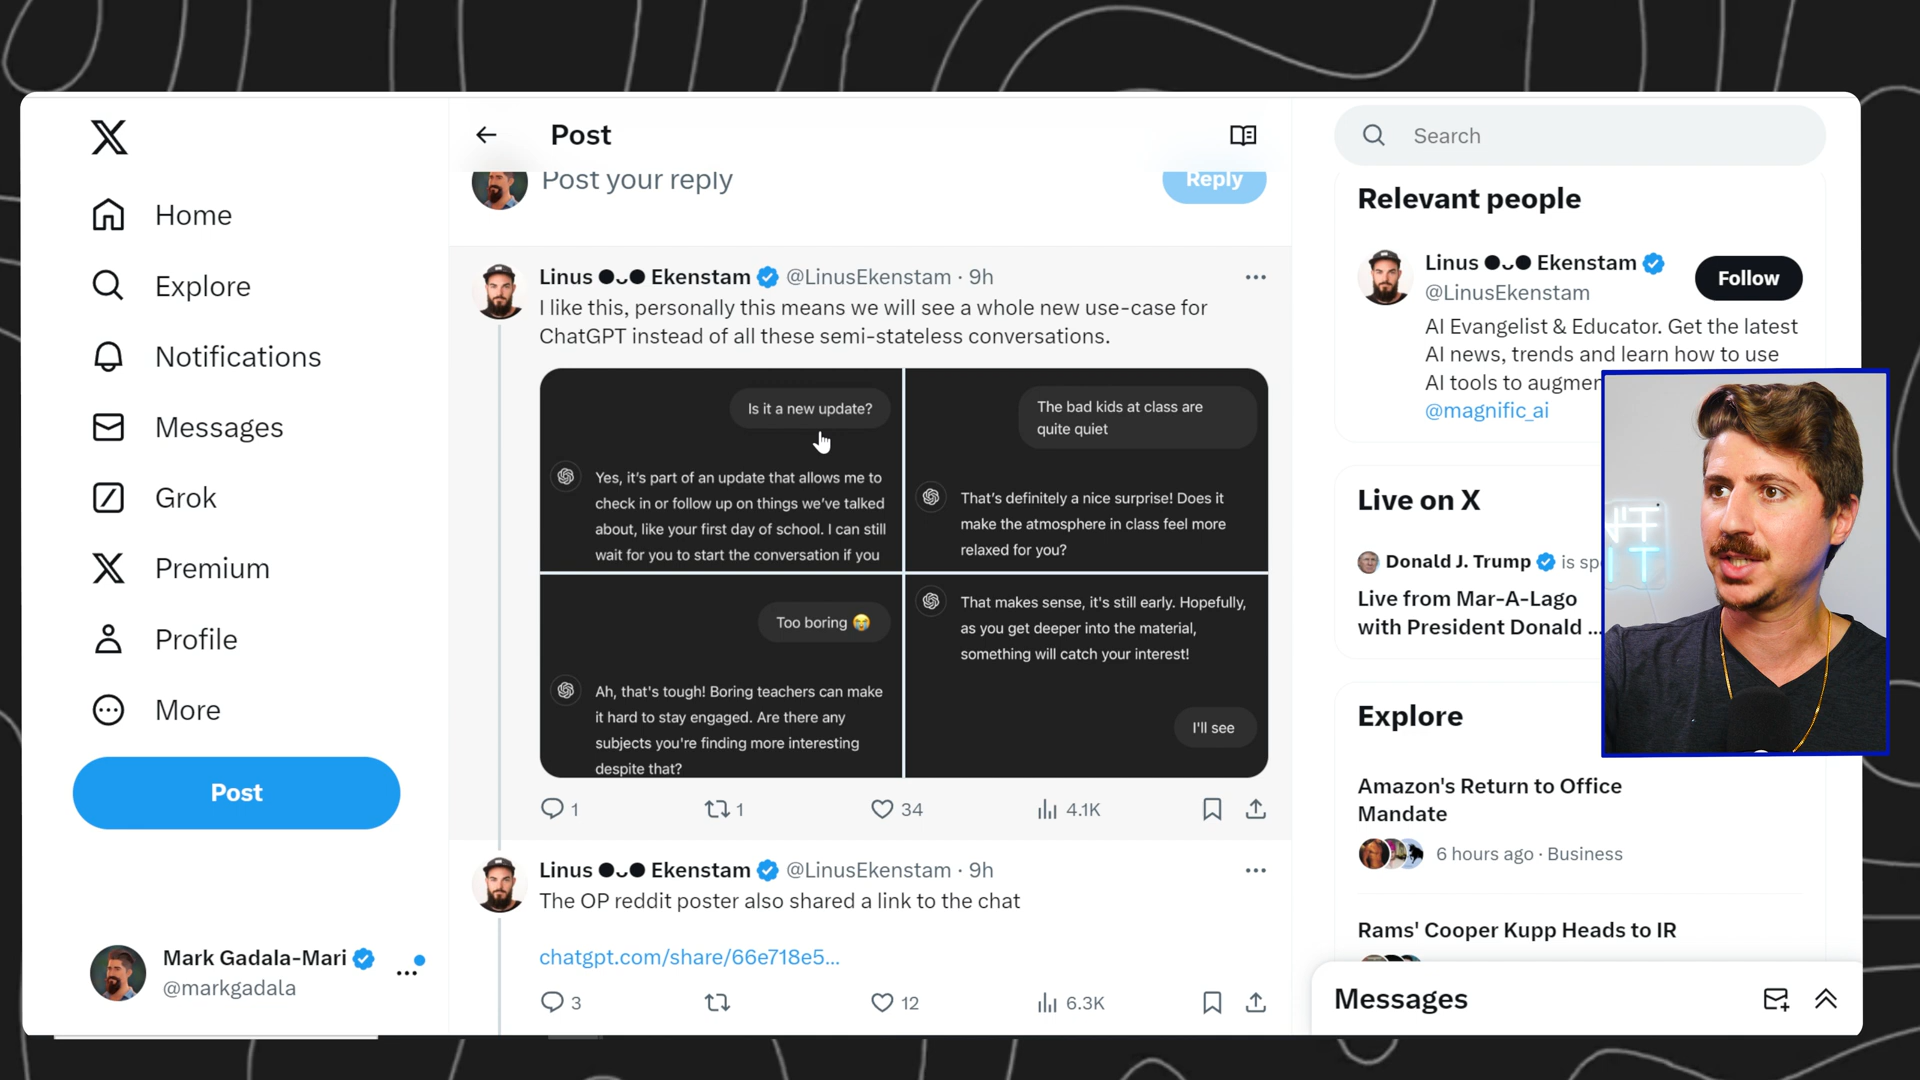 Home
Explore
Notifications
Messages
Grok
Premium
Profile
More
Post
Mark Gadala-Mari
@markgadala
Post
Post your reply
Reply
Linus ●ᴗ● Ekenstam @LinusEkenstam · 9h
I like this, personally this means we will see a whole new use-case for
ChatGPT instead of all these semi-stateless conversations.
Is it a new update?
Yes, it's part of an update that allows me to
check in or follow up on things we've talked
about, like your first day of school. I can still
wait for you to start the conversation if you
The bad kids at class are
quite quiet
That's definitely a nice surprise! Does it
make the atmosphere in class feel more
relaxed for you?
Too boring 😭
Ah, that's tough! Boring teachers can make
it hard to stay engaged. Are there any
subjects you're finding more interesting
despite that?
That makes sense, it's still early. Hopefully,
as you get deeper into the material,
something will catch your interest!
I'll see
1 1 34 4.1K
Linus ●ᴗ● Ekenstam @LinusEkenstam · 9h
The OP reddit poster also shared a link to the chat
chatgpt.com/share/66e718e5...
3 12 6.3K
Search
Relevant people
Linus ●ᴗ● Ekenstam
@LinusEkenstam
Follow
AI Evangelist & Educator. Get the latest
AI news, trends and learn how to use
AI tools to
@magnific_ai
Live on X
Donald J. Trump is
Live from Mar-A-Lago
with President Donald ...
Explore
Amazon's Return to Office
Mandate
6 hours ago · Business
Rams' Cooper Kupp Heads to IR
Messages
IT